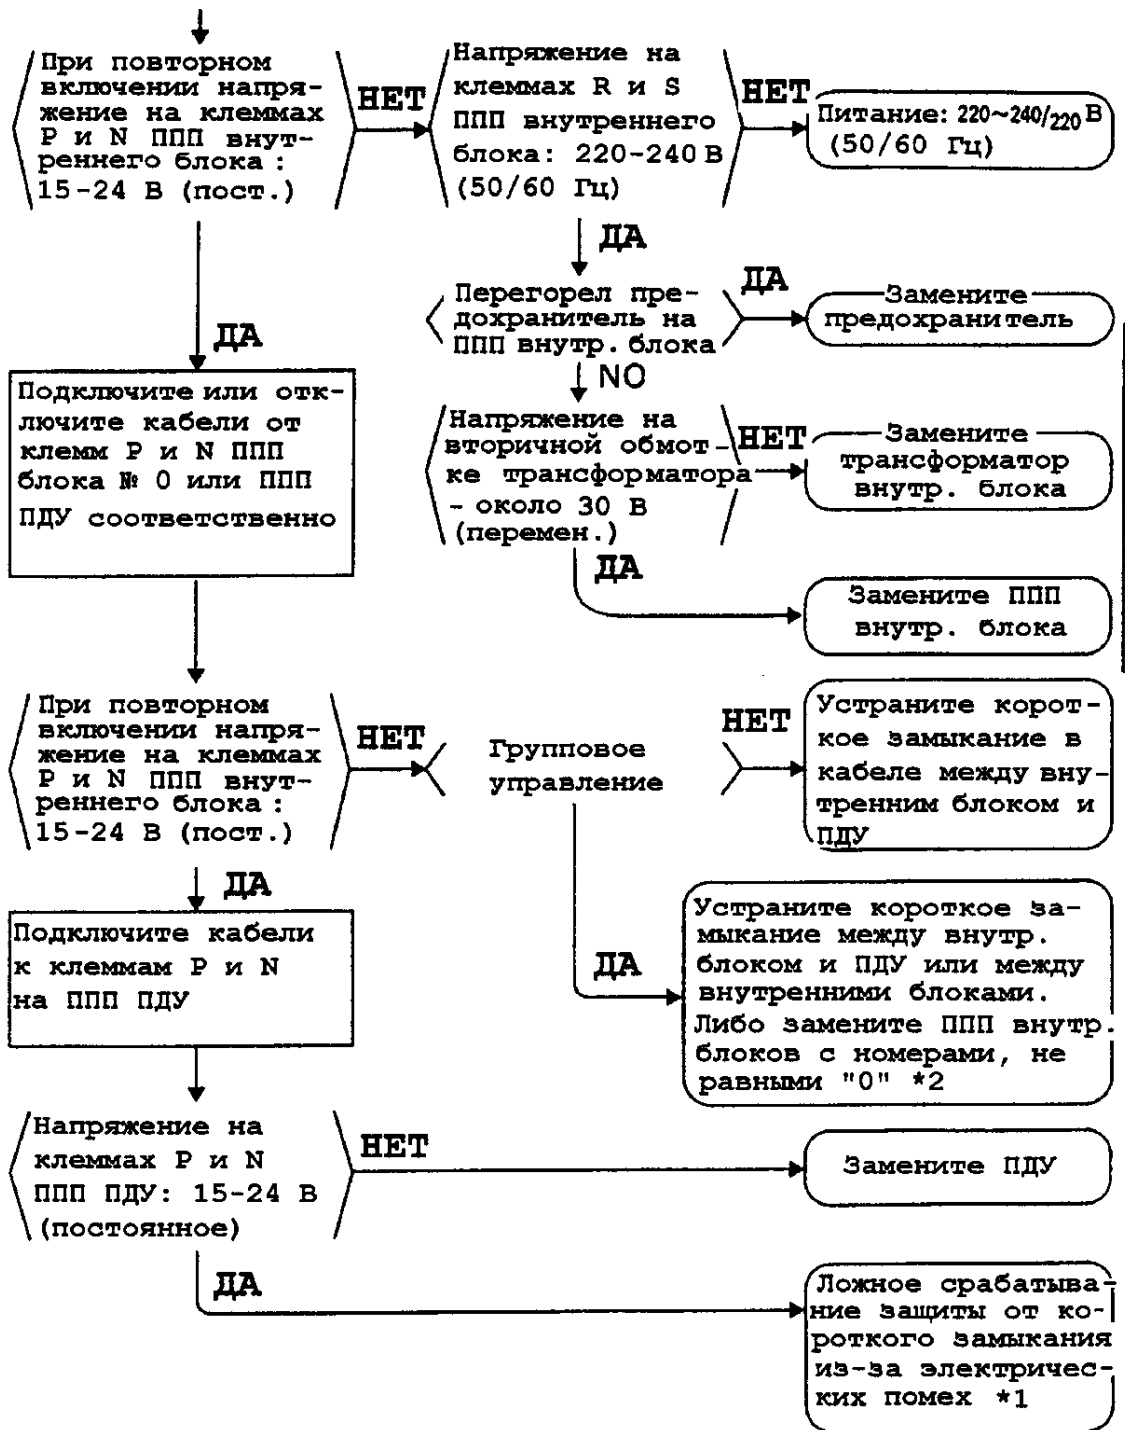 При повторном
включении напря-
жение на клеммах
P и N ППП внут-
реннего блока :
15-24 В (пост.)
НЕТ
Напряжение на
клеммах R и S
ППП внутреннего
блока: 220-240 В
(50/60 Гц)
НЕТ
Питание: 220~240/220 В
(50/60 Гц)
ДА
Перегорел пре-
дохранитель на
ППП внутр. блока
ДА
Замените
предохранитель
ДА
NO
Подключите или от-
ключите кабели от
клемм P и N ППП
блока № 0 или ППП
ПДУ соответственно
Напряжение на
вторичной обмот-
ке трансформатора
- около 30 В
(перемен.)
НЕТ
Замените
трансформатор
внутр. блока
ДА
Замените ППП
внутр. блока
При повторном
включении напря-
жение на клеммах
P и N ППП внут-
реннего блока :
15-24 В (пост.)
НЕТ
Групповое
управление
НЕТ
Устраните корот-
кое замыкание в
кабеле между вну-
тренним блоком и
ПДУ
ДА
Подключите кабели
к клеммам P и N
на ППП ПДУ
ДА
Устраните короткое за-
мыкание между внутр.
блоком и ПДУ или между
внутренними блоками.
Либо замените ППП внутр.
блоков с номерами, не
равными "0" *2
Напряжение на
клеммах P и N
ППП ПДУ: 15-24 В
(постоянное)
НЕТ
Замените ПДУ
ДА
Ложное срабатыва-
ние защиты от ко-
роткого замыкания
из-за электричес-
ких помех *1